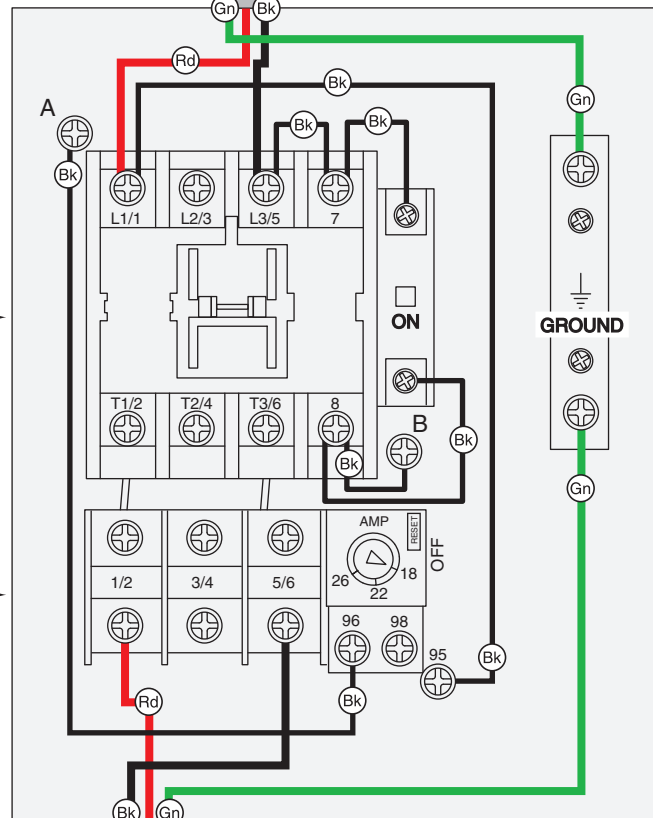 Gn Bk
Rd
Bk
Gn
A
Bk Bk
Bk
L1/1 L2/3 L3/5 7
ON
GROUND
T1/2 T2/4 T3/6 8
B
Bk
Bk
Gn
AMP
RESET
OFF
26 22 18
1/2 3/4 5/6
96 98
95
Bk
Rd
Bk
Bk Gn